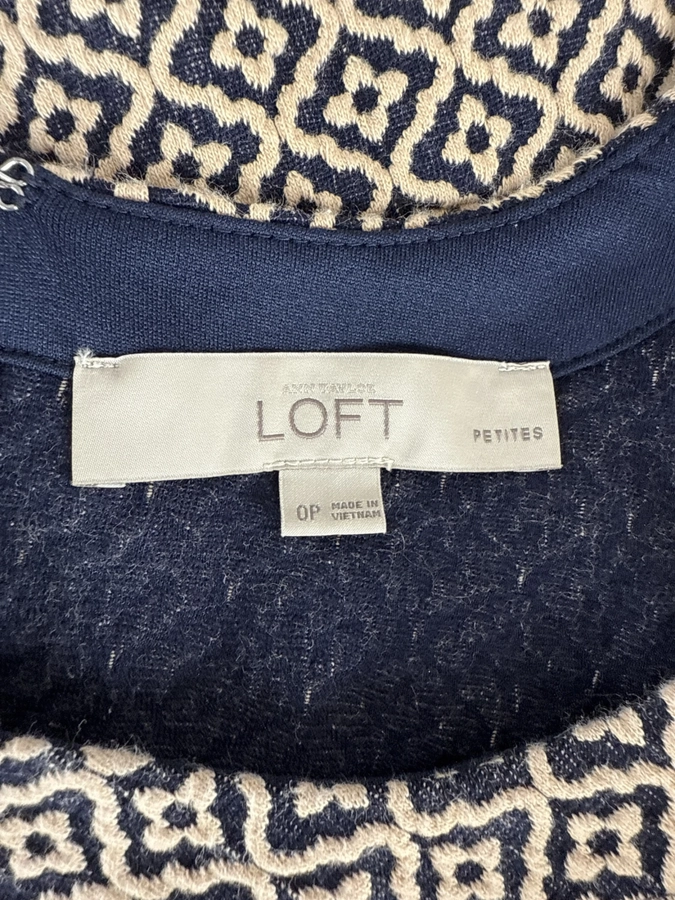 ANN TAYLOR
LOFT
PETITES
0P
MADE IN
VIETNAM